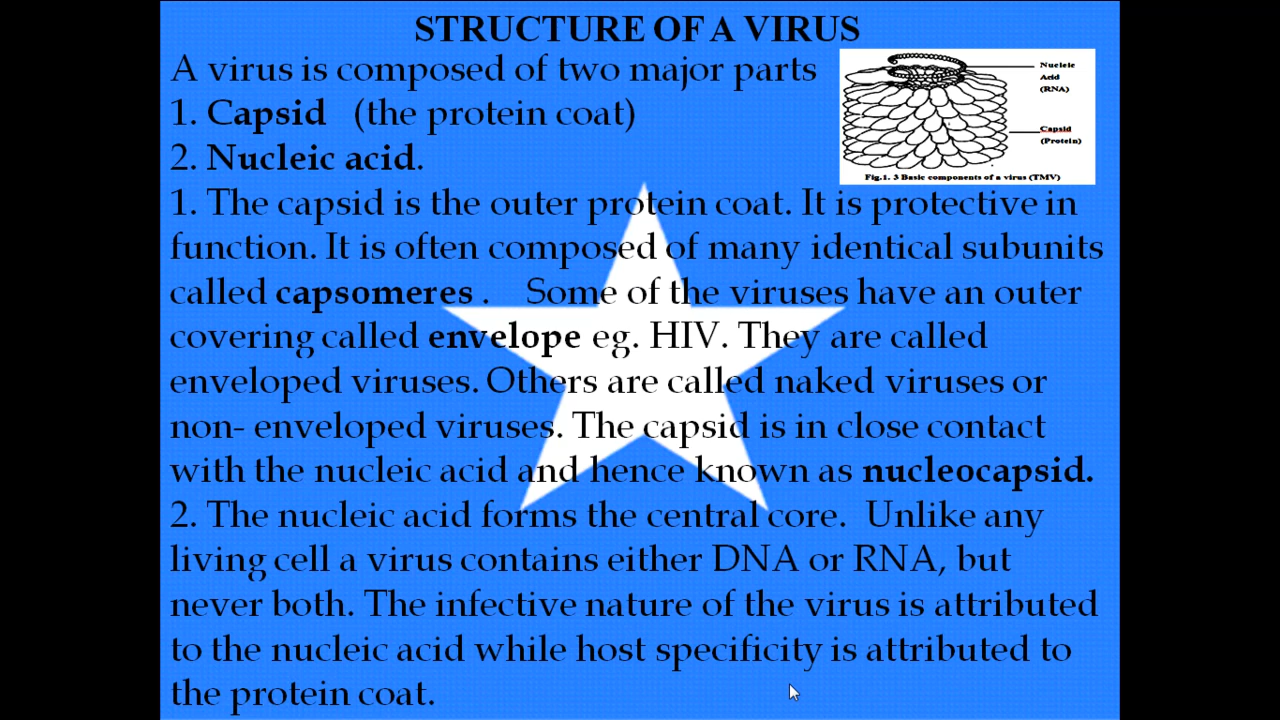 STRUCTURE OF A VIRUS
A virus is composed of two major parts
1. Capsid (the protein coat)
2. Nucleic acid.
Nucleic
Acid
(RNA)
Capsid
(Protein)
Fig.1. 3 Basic components of a virus (TMV)
1. The capsid is the outer protein coat. It is protective in
function. It is often composed of many identical subunits
called capsomeres . Some of the viruses have an outer
covering called envelope eg. HIV. They are called
enveloped viruses. Others are called naked viruses or
non- enveloped viruses. The capsid is in close contact
with the nucleic acid and hence known as nucleocapsid.
2. The nucleic acid forms the central core. Unlike any
living cell a virus contains either DNA or RNA, but
never both. The infective nature of the virus is attributed
to the nucleic acid while host specificity is attributed to
the protein coat.